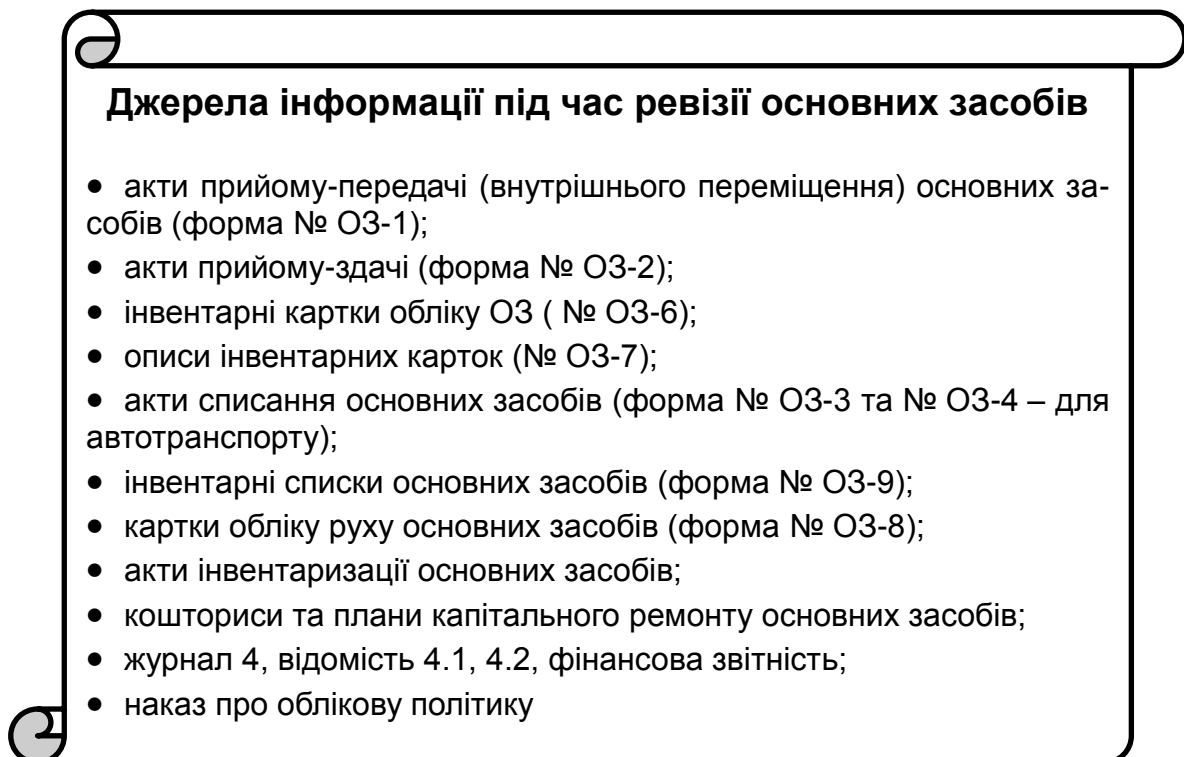 Джерела інформації під час ревізії основних засобів
• акти прийому-передачі (внутрішнього переміщення) основних за-
собів (форма № ОЗ-1);
• акти прийому-здачі (форма № ОЗ-2);
• інвентарні картки обліку ОЗ ( № ОЗ-6);
• описи інвентарних карток (№ ОЗ-7);
• акти списання основних засобів (форма № ОЗ-3 та № ОЗ-4 – для
автотранспорту);
• інвентарні списки основних засобів (форма № ОЗ-9);
• картки обліку руху основних засобів (форма № ОЗ-8);
• акти інвентаризації основних засобів;
• кошториси та плани капітального ремонту основних засобів;
• журнал 4, відомість 4.1, 4.2, фінансова звітність;
• наказ про облікову політику